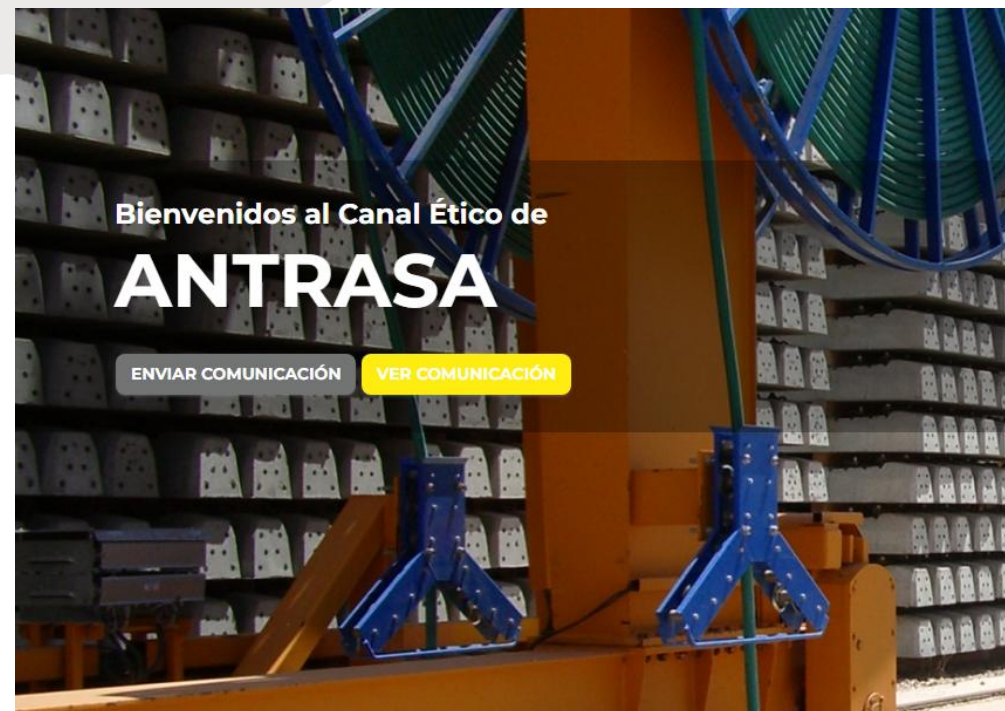 Bienvenidos al Canal Ético de
ANTRASA
ENVIAR COMUNICACIÓN VER COMUNICACIÓN